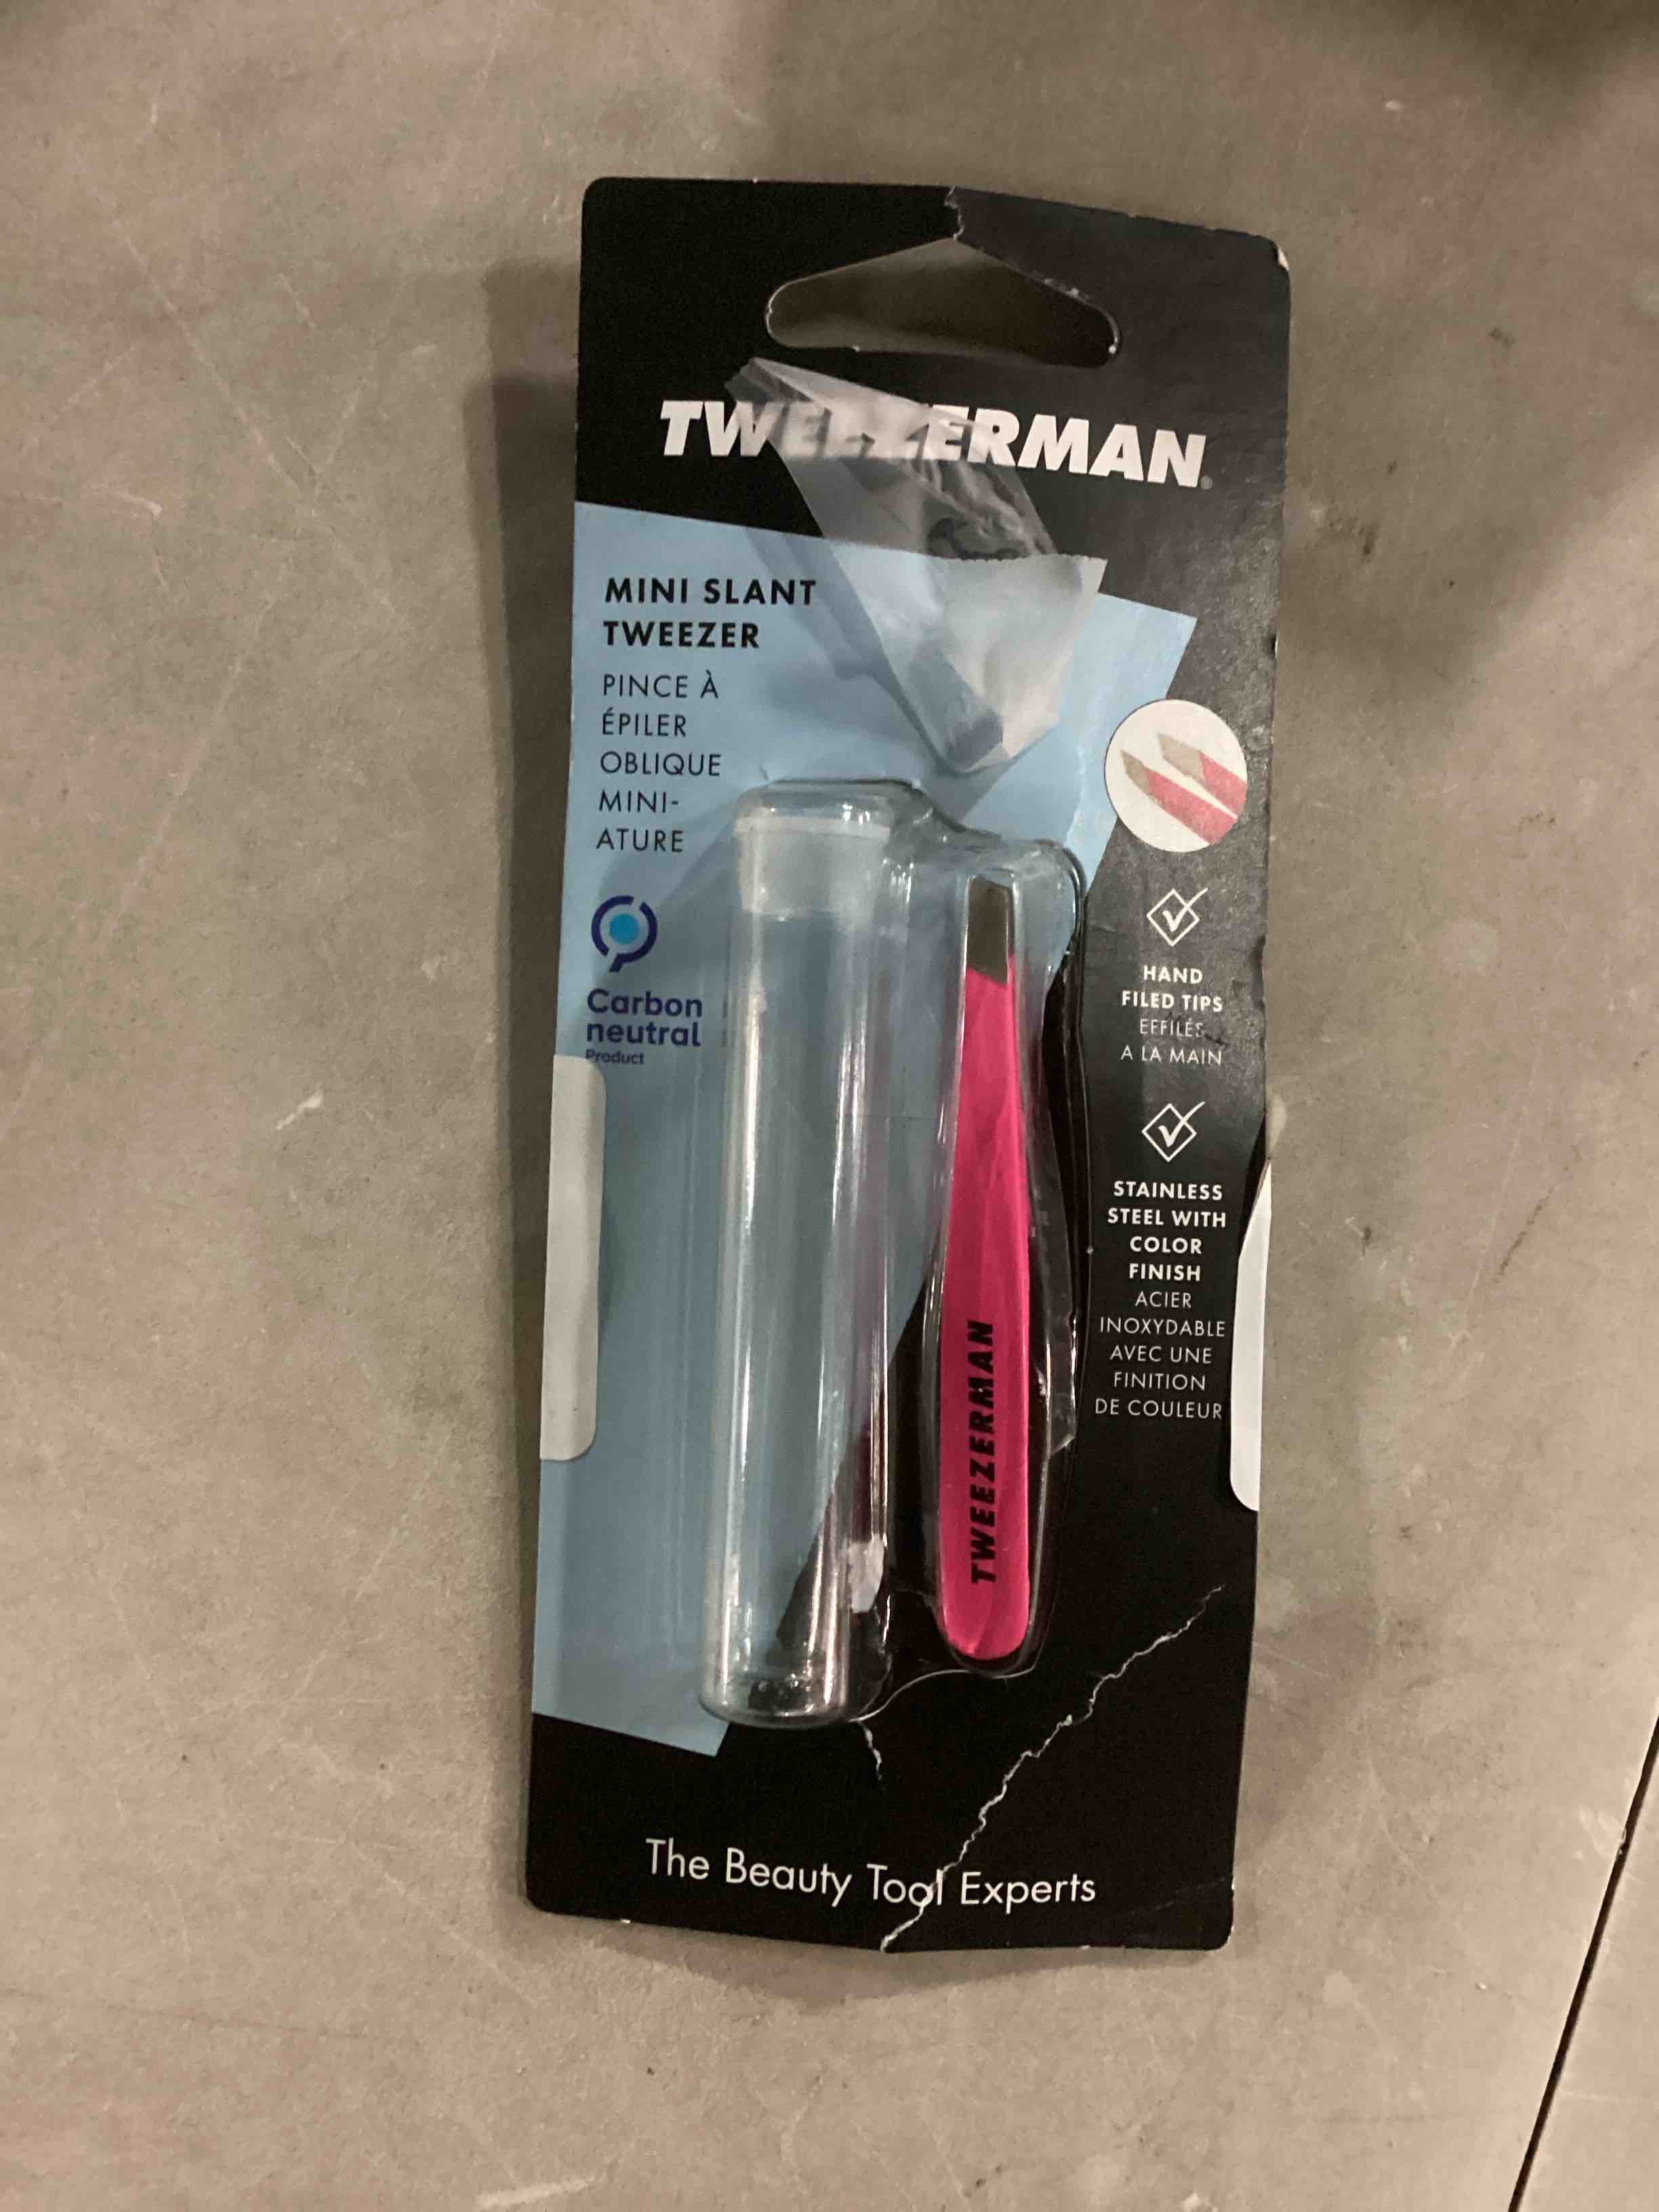 TWEEZERMAN®
MINI SLANT
TWEEZER
PINCE À
ÉPILER
OBLIQUE
MINI-
ATURE
Carbon
neutral
Product
HAND
FILED TIPS
EFFILÉS
A LA MAIN
STAINLESS
STEEL WITH
COLOR
FINISH
ACIER
INOXYDABLE
AVEC UNE
FINITION
DE COULEUR
TWEEZERMAN
The Beauty Tool Experts